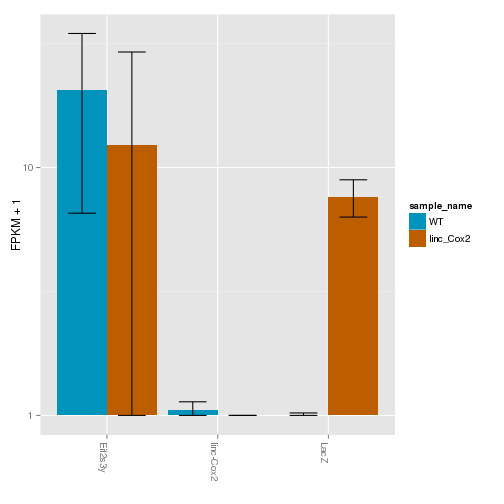 10
1
FPKM + 1
Eif2s3y
linc-Cox2
LacZ
sample_name
WT
linc_Cox2